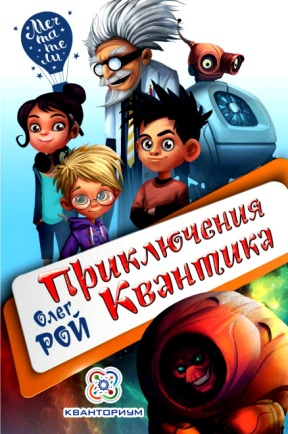 Мечтатели
Приключения
Квантика
Олег
РОЙ
КВАНТОРИУМ